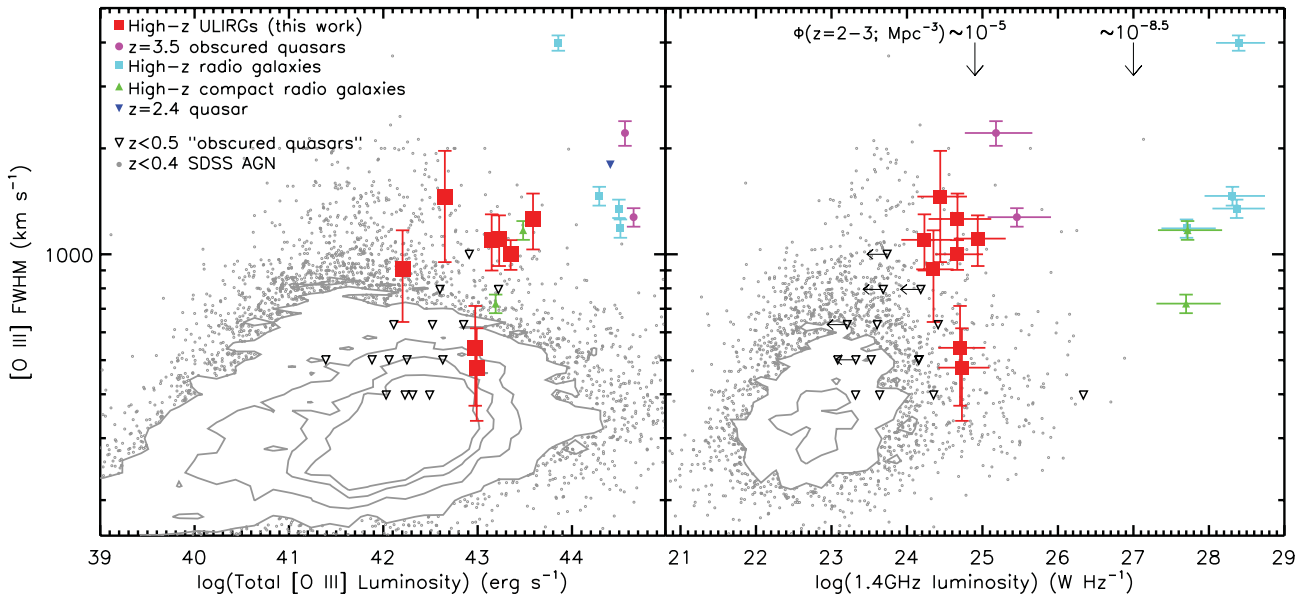 High-z ULIRGs (this work)
z=3.5 obscured quasars
High-z radio galaxies
High-z compact radio galaxies
z=2.4 quasar
z<0.5 "obscured quasars"
z<0.4 SDSS AGN
Φ(z=2-3; Mpc⁻³) ~10⁻⁵
~10⁻⁸·⁵
[O III] FWHM (km s⁻¹)
1000
39 40 41 42 43 44
21 22 23 24 25 26 27 28 29
log(Total [O III] Luminosity) (erg s⁻¹)
log(1.4GHz luminosity) (W Hz⁻¹)